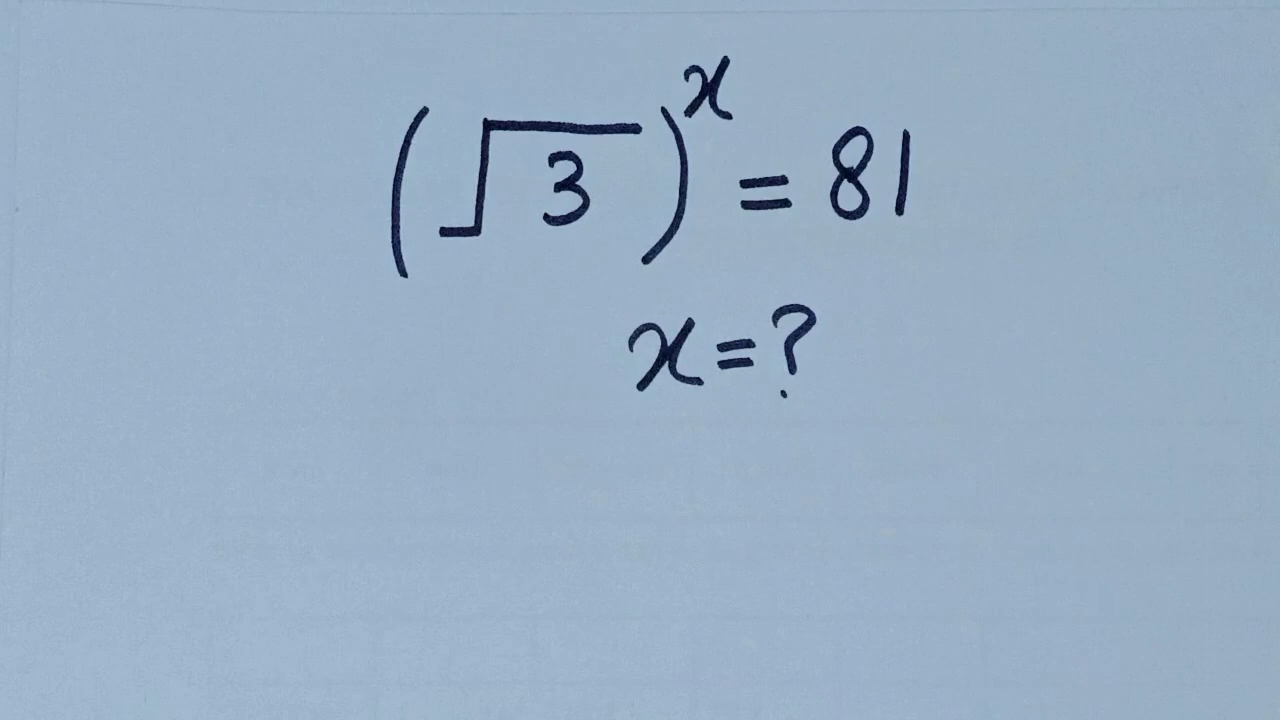 (√3)^x = 81
x = ?